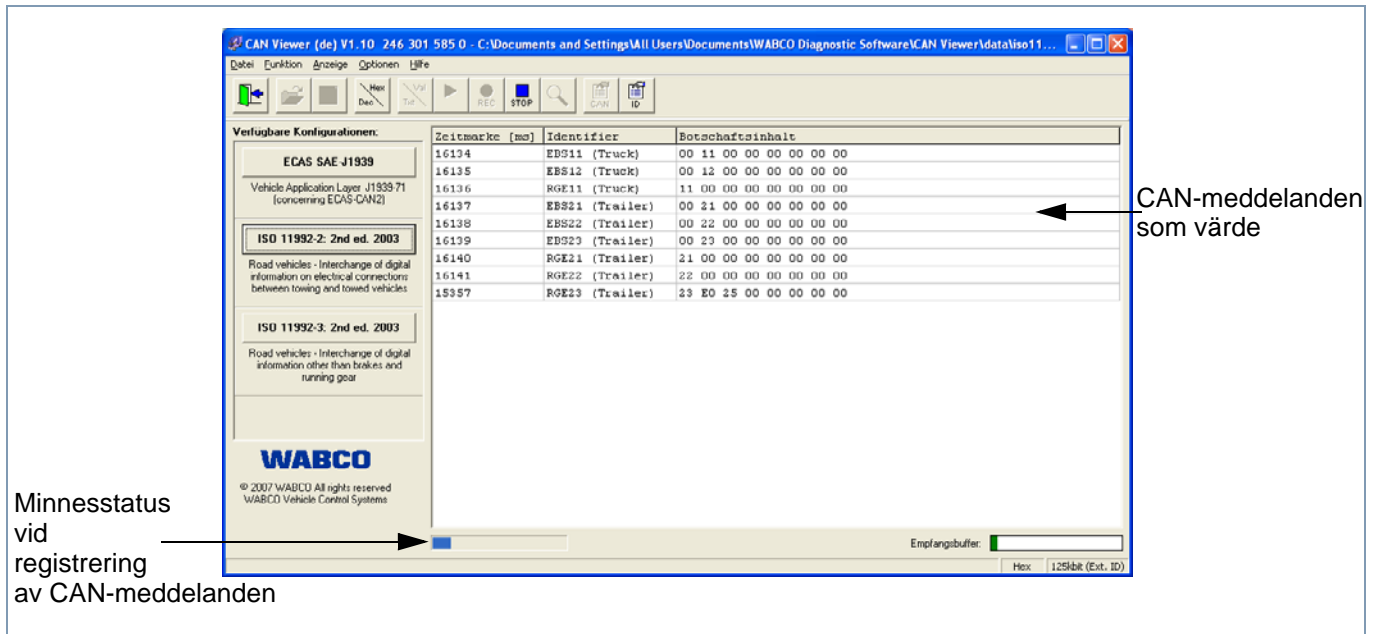 CAN Viewer (de) V1.10 246 301 585 0 - C:\Documents and Settings\All Users\Documents\WABCO Diagnostic Software\CAN Viewer\data\iso11...
Datei Funktion Anzeige Optionen Hilfe
Hex
Dec
Val
Txt
REC
STOP
CAN
ID
Verfügbare Konfigurationen:
ECAS SAE-J1939
Vehicle Application Layer J1939-71
(concerning ECAS-CAN2)
ISO 11992-2: 2nd ed. 2003
Road vehicles - Interchange of digital
information on electrical connections
between towing and towed vehicles
ISO 11992-3: 2nd ed. 2003
Road vehicles - Interchange of digital
information other than brakes and
running gear
WABCO
© 2007 WABCO All rights reserved
WABCO Vehicle Control Systems
Zeitmarke [ms] Identifier Botschaftsinhalt
16134 EBS11 (Truck) 00 11 00 00 00 00 00 00
16135 EBS12 (Truck) 00 12 00 00 00 00 00 00
16136 RGE11 (Truck) 11 00 00 00 00 00 00 00
16137 EBS21 (Trailer) 00 21 00 00 00 00 00 00
16138 EBS22 (Trailer) 00 22 00 00 00 00 00 00
16139 EBS23 (Trailer) 00 23 00 00 00 00 00 00
16140 RGE21 (Trailer) 21 00 00 00 00 00 00 00
16141 RGE22 (Trailer) 22 00 00 00 00 00 00 00
15357 RGE23 (Trailer) 23 E0 25 00 00 00 00 00
CAN-meddelanden
som värde
Minnesstatus
vid
registrering
av CAN-meddelanden
Empfangsbuffer:
Hex 125kbit (Ext. ID)